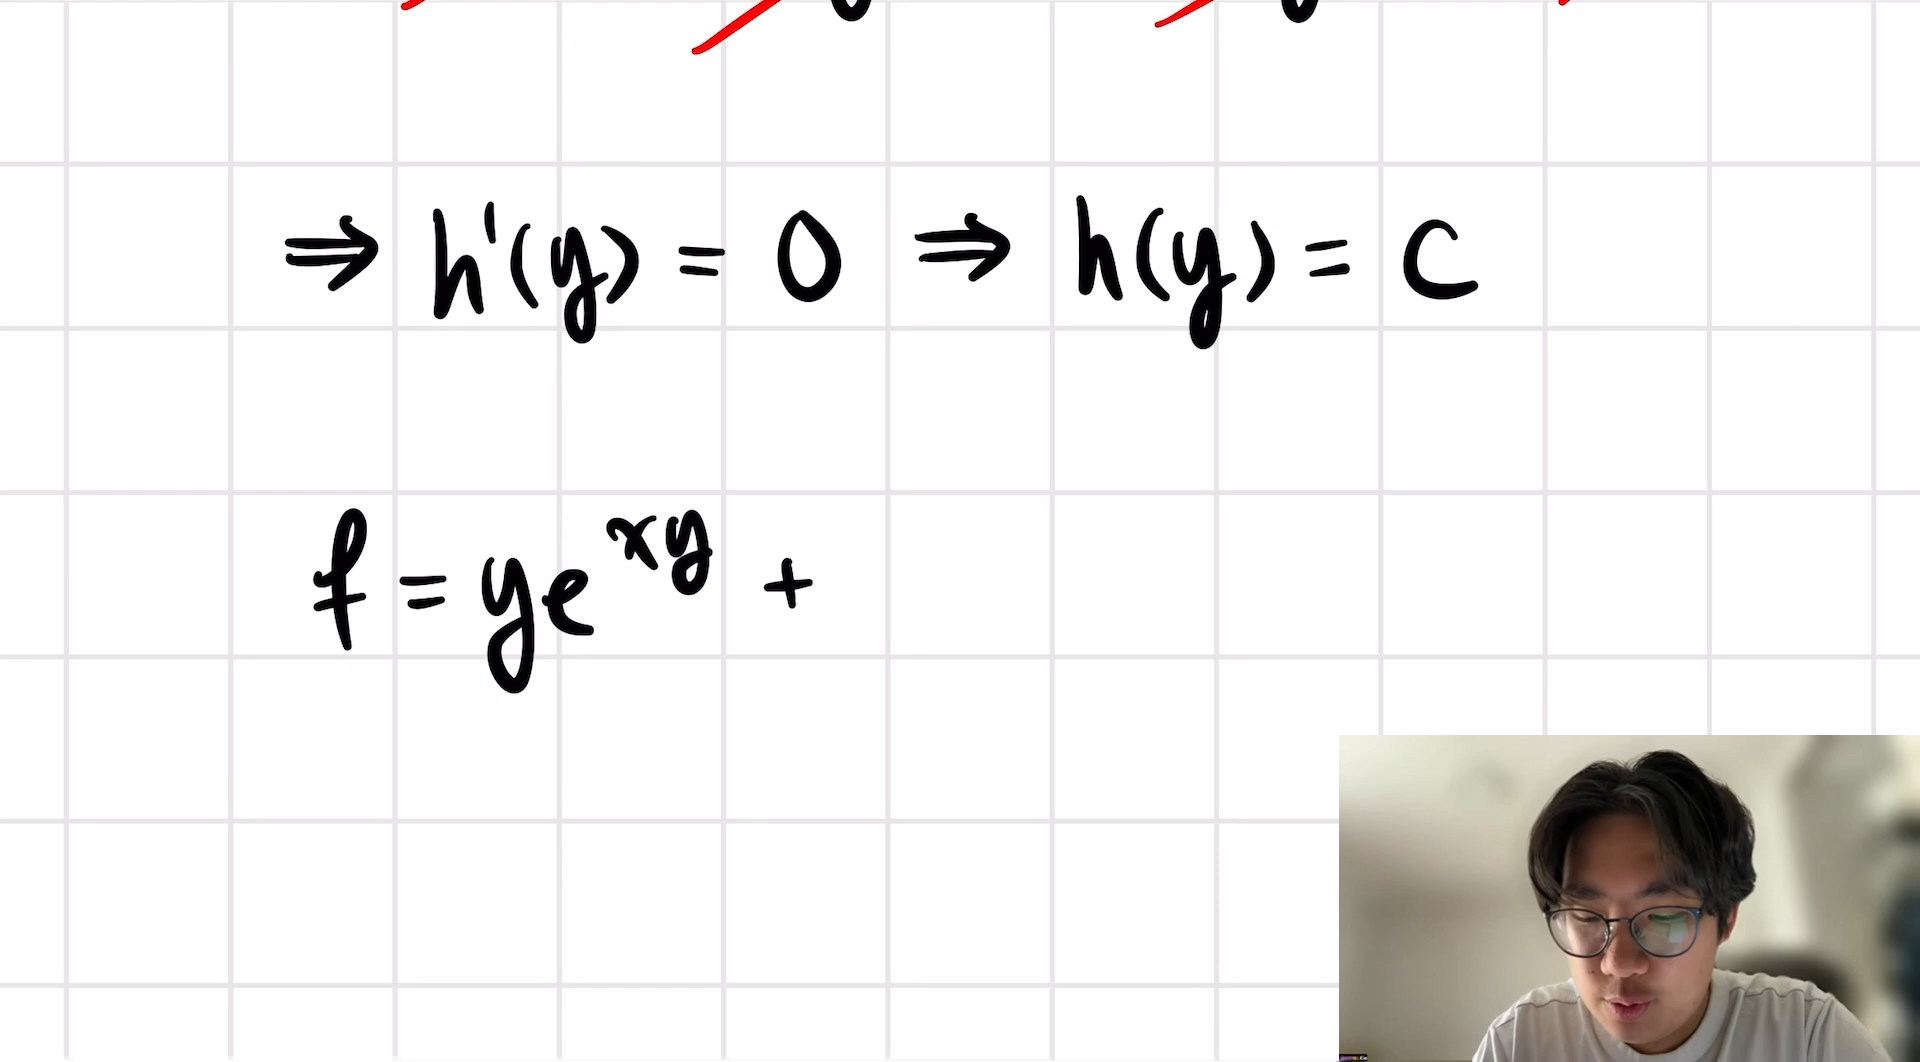 ⇒ h'(y) = 0 ⇒ h(y) = C
f = ye^{xy} +